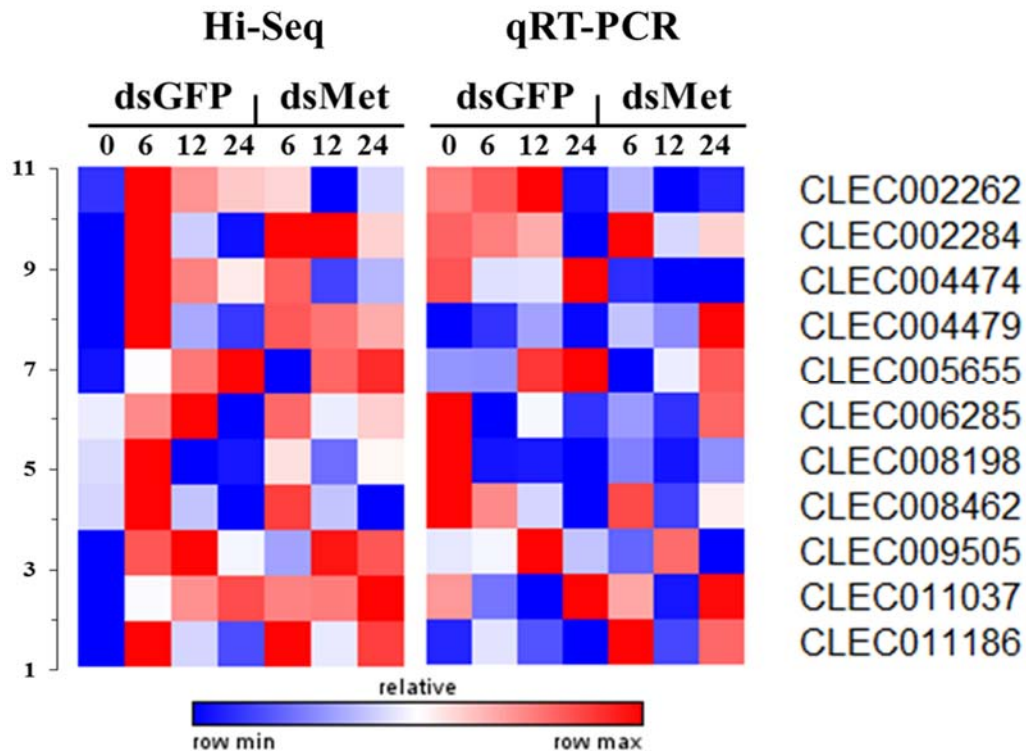 Hi-Seq qRT-PCR
dsGFP dsMet dsGFP dsMet
0 6 12 24 6 12 24 0 6 12 24 6 12 24
11 CLEC002262
CLEC002284
9 CLEC004474
CLEC004479
7 CLEC005655
CLEC006285
5 CLEC008198
CLEC008462
3 CLEC009505
CLEC011037
CLEC011186
1
relative
row min row max